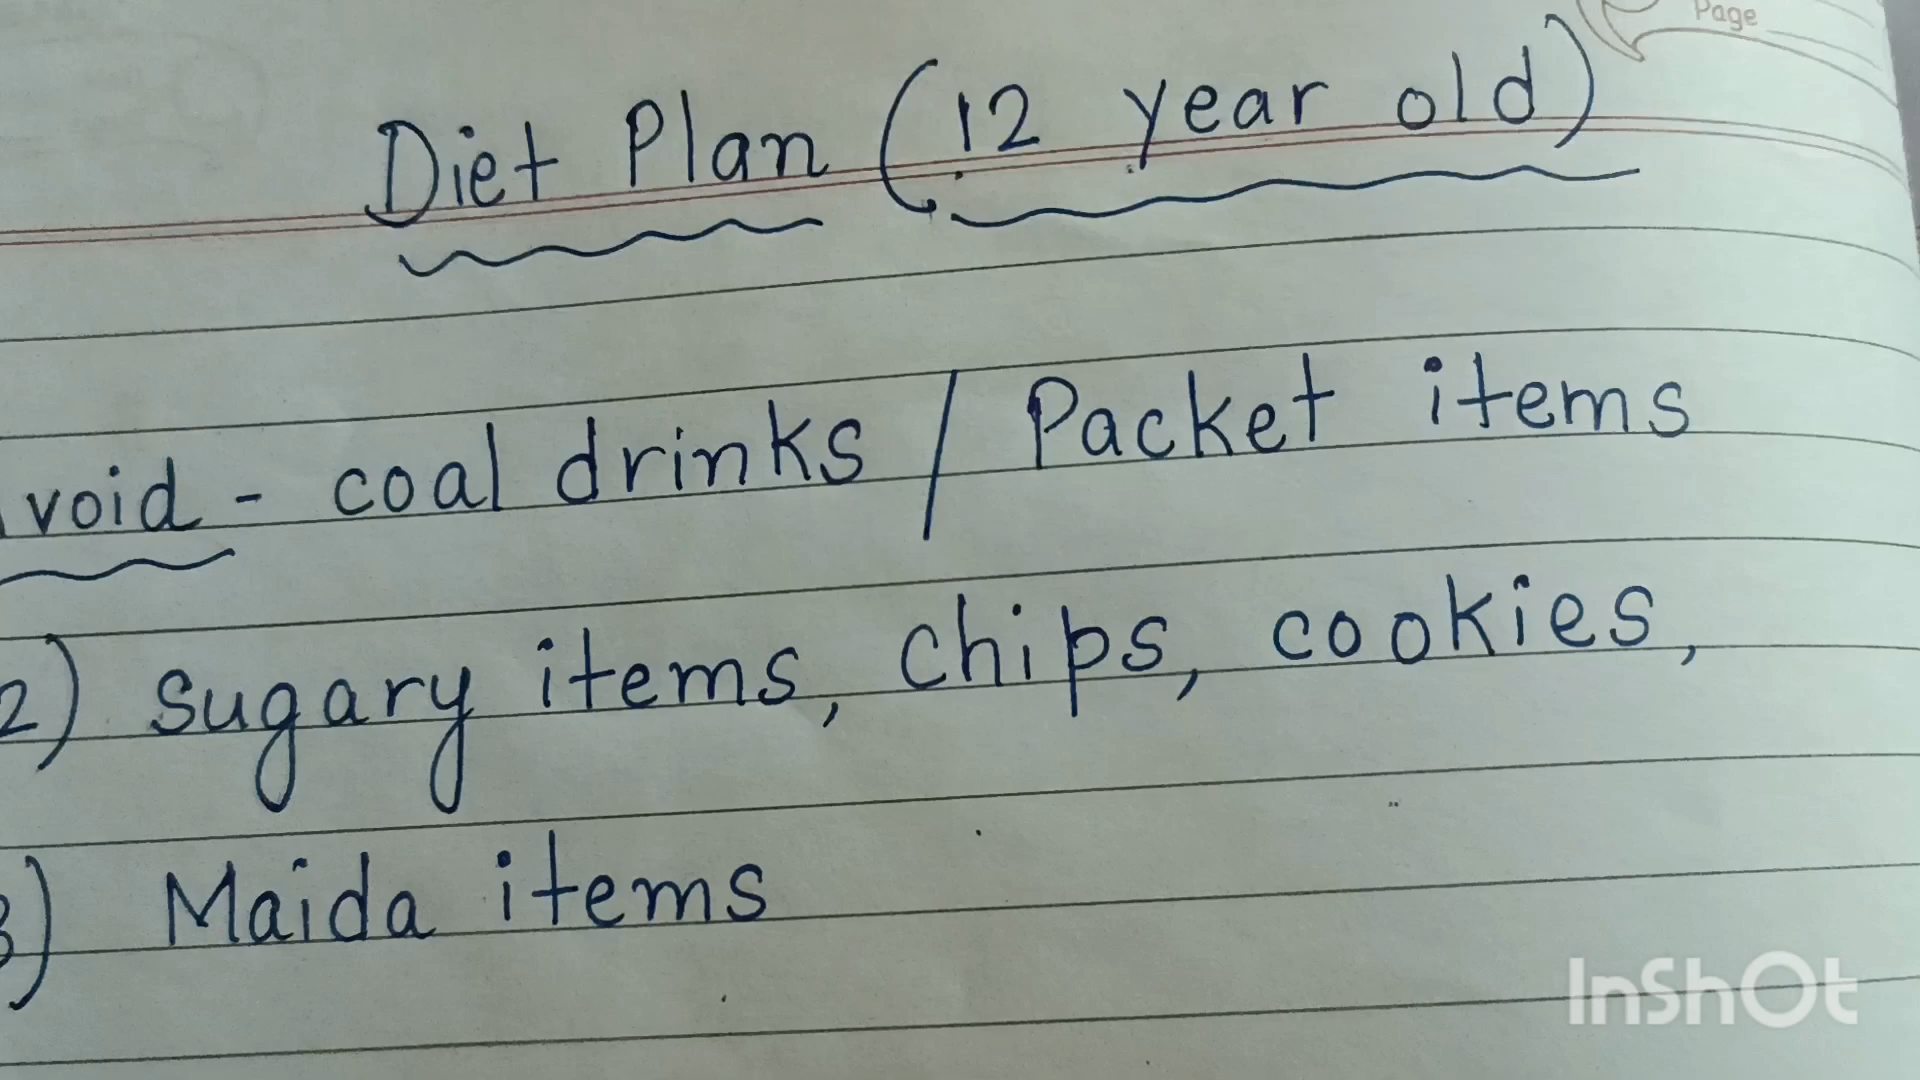 Page
Diet Plan (12 year old)
void - coal drinks / Packet items
2) sugary items, chips, cookies,
3) Maida items
InShOt